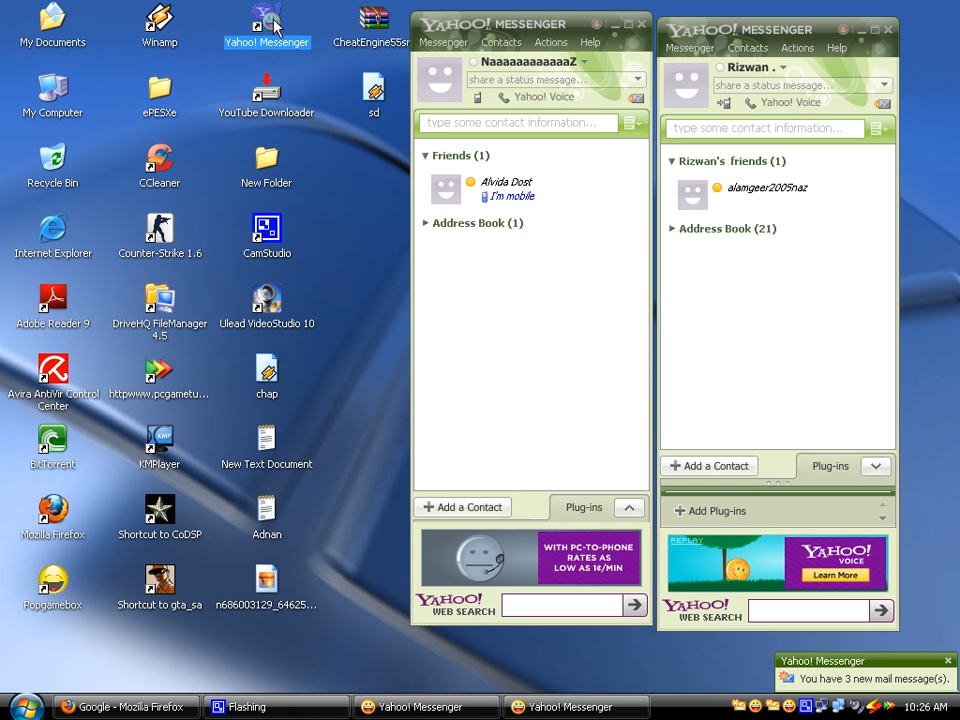 My Documents
Winamp
Yahoo! Messenger
CheatEngine55sr
My Computer
ePESXe
YouTube Downloader
sd
Recycle Bin
CCleaner
New Folder
Internet Explorer
Counter-Strike 1.6
CamStudio
Adobe Reader 9
DriveHQ FileManager
4.5
Ulead VideoStudio 10
Avira AntiVir Control
Center
httpwww.pcgametu...
chap
BitTorrent
KMPlayer
New Text Document
Mozilla Firefox
Shortcut to CoDSP
Adnan
Popgamebox
Shortcut to gta_sa
n686003129_64625...
YAHOO! MESSENGER
Messenger Contacts Actions Help
NaaaaaaaaaaaaZ
share a status message...
Yahoo! Voice
type some contact information...
Friends (1)
Alvida Dost
I'm mobile
Address Book (1)
+ Add a Contact
Plug-ins
WITH PC-TO-PHONE
RATES AS
LOW AS 1¢/MIN
YAHOO!
WEB SEARCH
YAHOO! MESSENGER
Messenger Contacts Actions Help
Rizwan .
share a status message...
Yahoo! Voice
type some contact information...
Rizwan's friends (1)
alamgeer2005naz
Address Book (21)
+ Add a Contact
Plug-ins
+ Add Plug-ins
REPLAY
YAHOO!
VOICE
Learn More
YAHOO!
WEB SEARCH
Yahoo! Messenger
You have 3 new mail message(s).
Google - Mozilla Firefox
Flashing
Yahoo! Messenger
Yahoo! Messenger
10:26 AM